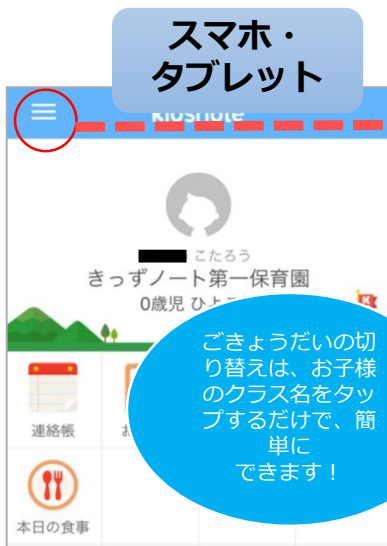 スマホ・
タブレット
こたろう
きっずノート第一保育園
0歳児
ごきょうだいの切
り替えは、お子様
のクラス名をタッ
プするだけで、簡
単に
できます！
連絡帳
本日の食事